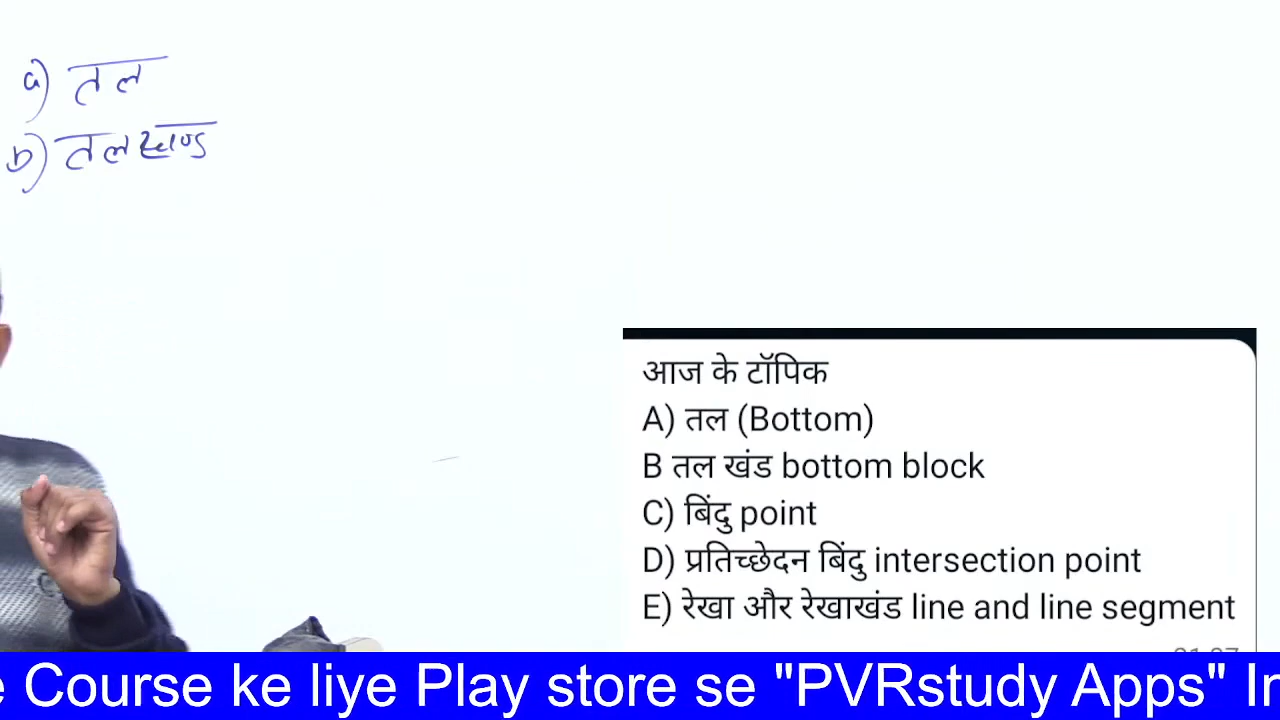 a) तल
b) तलखण्ड
आज के टॉपिक
A) तल (Bottom)
B तल खंड bottom block
C) बिंदु point
D) प्रतिच्छेदन बिंदु intersection point
E) रेखा और रेखाखंड line and line segment
e Course ke liye Play store se "PVRstudy Apps" In